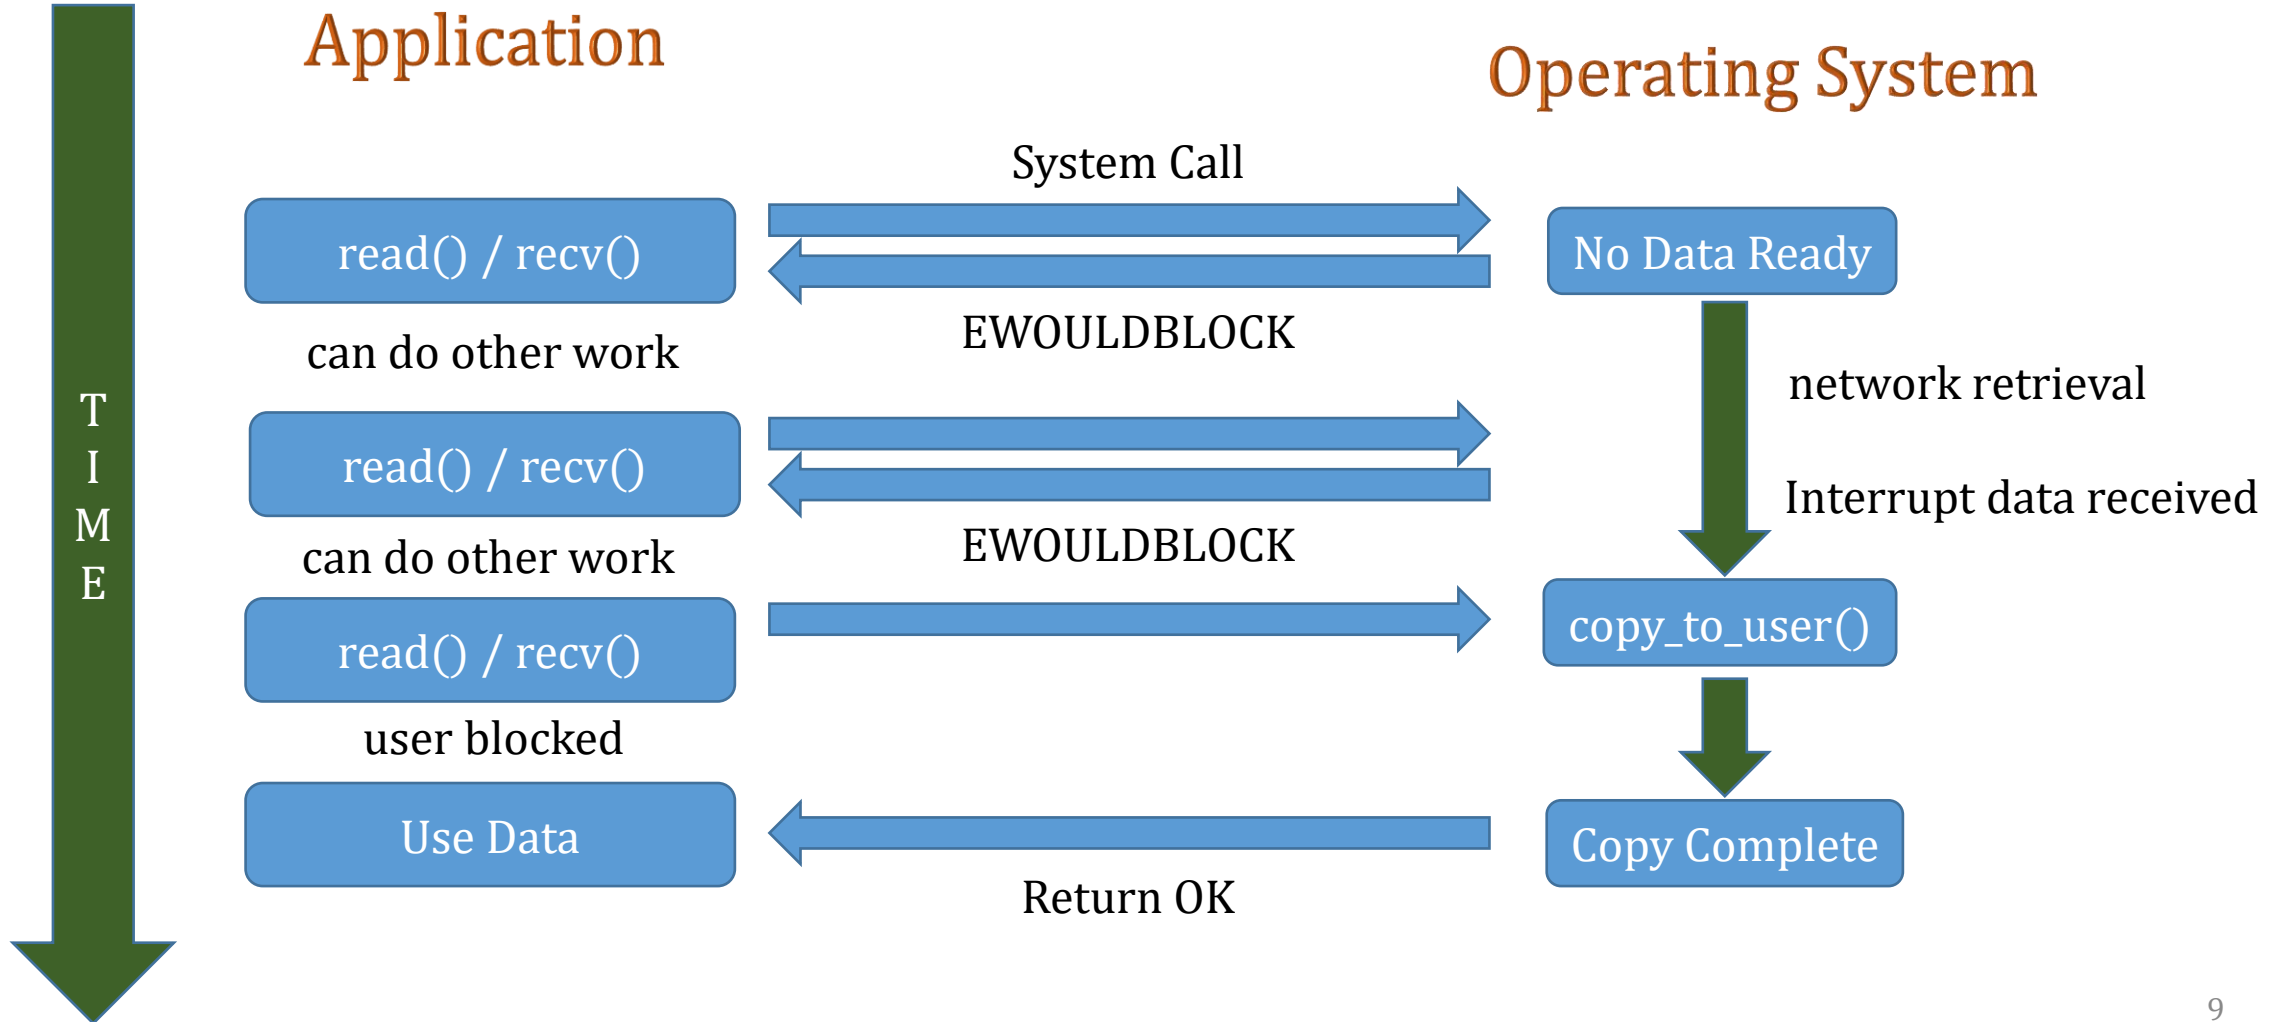 Application
Operating System
System Call
read() / recv()
No Data Ready
EWOULDBLOCK
can do other work
network retrieval
T
I
M
E
read() / recv()
Interrupt data received
EWOULDBLOCK
can do other work
read() / recv()
copy_to_user()
user blocked
Use Data
Copy Complete
Return OK
9